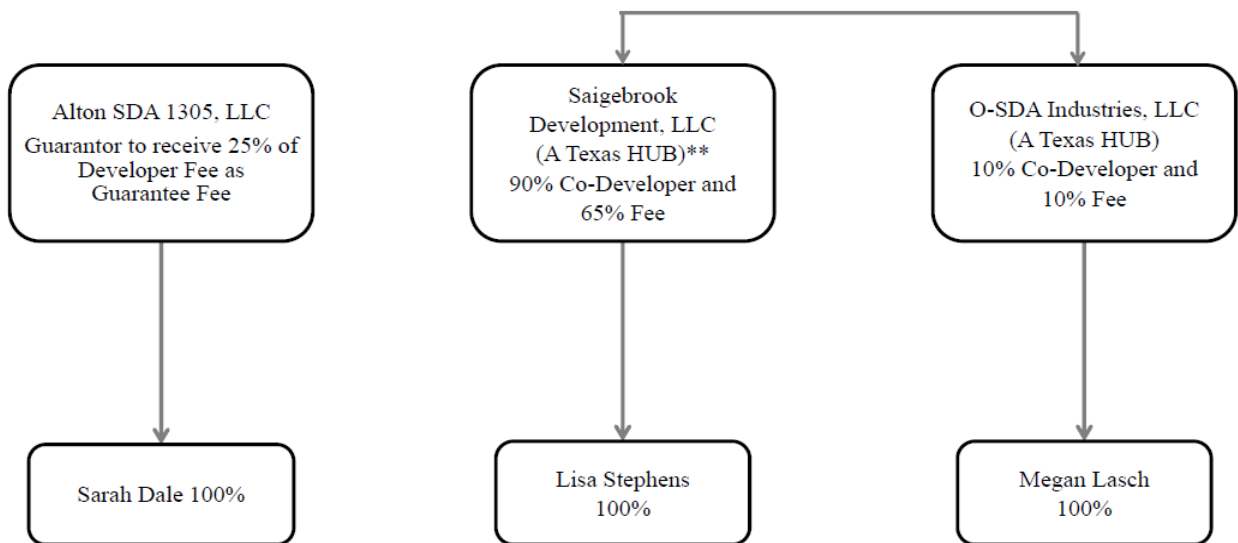 Alton SDA 1305, LLC
Guarantor to receive 25% of
Developer Fee as
Guarantee Fee
Saigebrook
Development, LLC
(A Texas HUB)**
90% Co-Developer and
65% Fee
O-SDA Industries, LLC
(A Texas HUB)
10% Co-Developer and
10% Fee
Sarah Dale 100%
Lisa Stephens
100%
Megan Lasch
100%